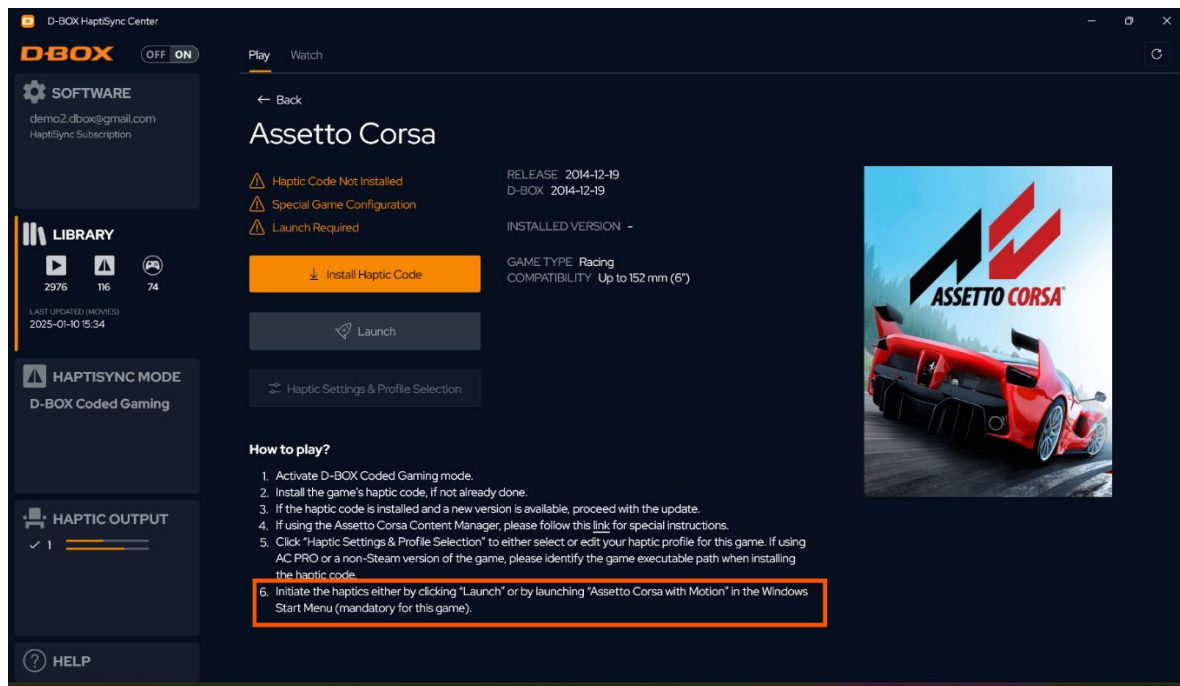 D-BOX HaptiSync Center
D-BOX
OFF ON
Play Watch
SOFTWARE
demo2.dbox@gmail.com
HaptiSync Subscription
LIBRARY
2976 116 74
LAST UPDATED (MOVIES)
2025-01-10 15:34
HAPTISYNC MODE
D-BOX Coded Gaming
HAPTIC OUTPUT
1
HELP
← Back
Assetto Corsa
Haptic Code Not Installed
Special Game Configuration
Launch Required
Install Haptic Code
Launch
Haptic Settings & Profile Selection
RELEASE 2014-12-19
D-BOX 2014-12-19
INSTALLED VERSION -
GAME TYPE Racing
COMPATIBILITY Up to 152 mm (6")
ASSETTO CORSA
How to play?
1. Activate D-BOX Coded Gaming mode.
2. Install the game's haptic code, if not already done.
3. If the haptic code is installed and a new version is available, proceed with the update.
4. If using the Assetto Corsa Content Manager, please follow this link for special instructions.
5. Click "Haptic Settings & Profile Selection" to either select or edit your haptic profile for this game. If using
AC PRO or a non-Steam version of the game, please identify the game executable path when installing
the haptic code.
6. Initiate the haptics either by clicking "Launch" or by launching "Assetto Corsa with Motion" in the Windows
Start Menu (mandatory for this game).